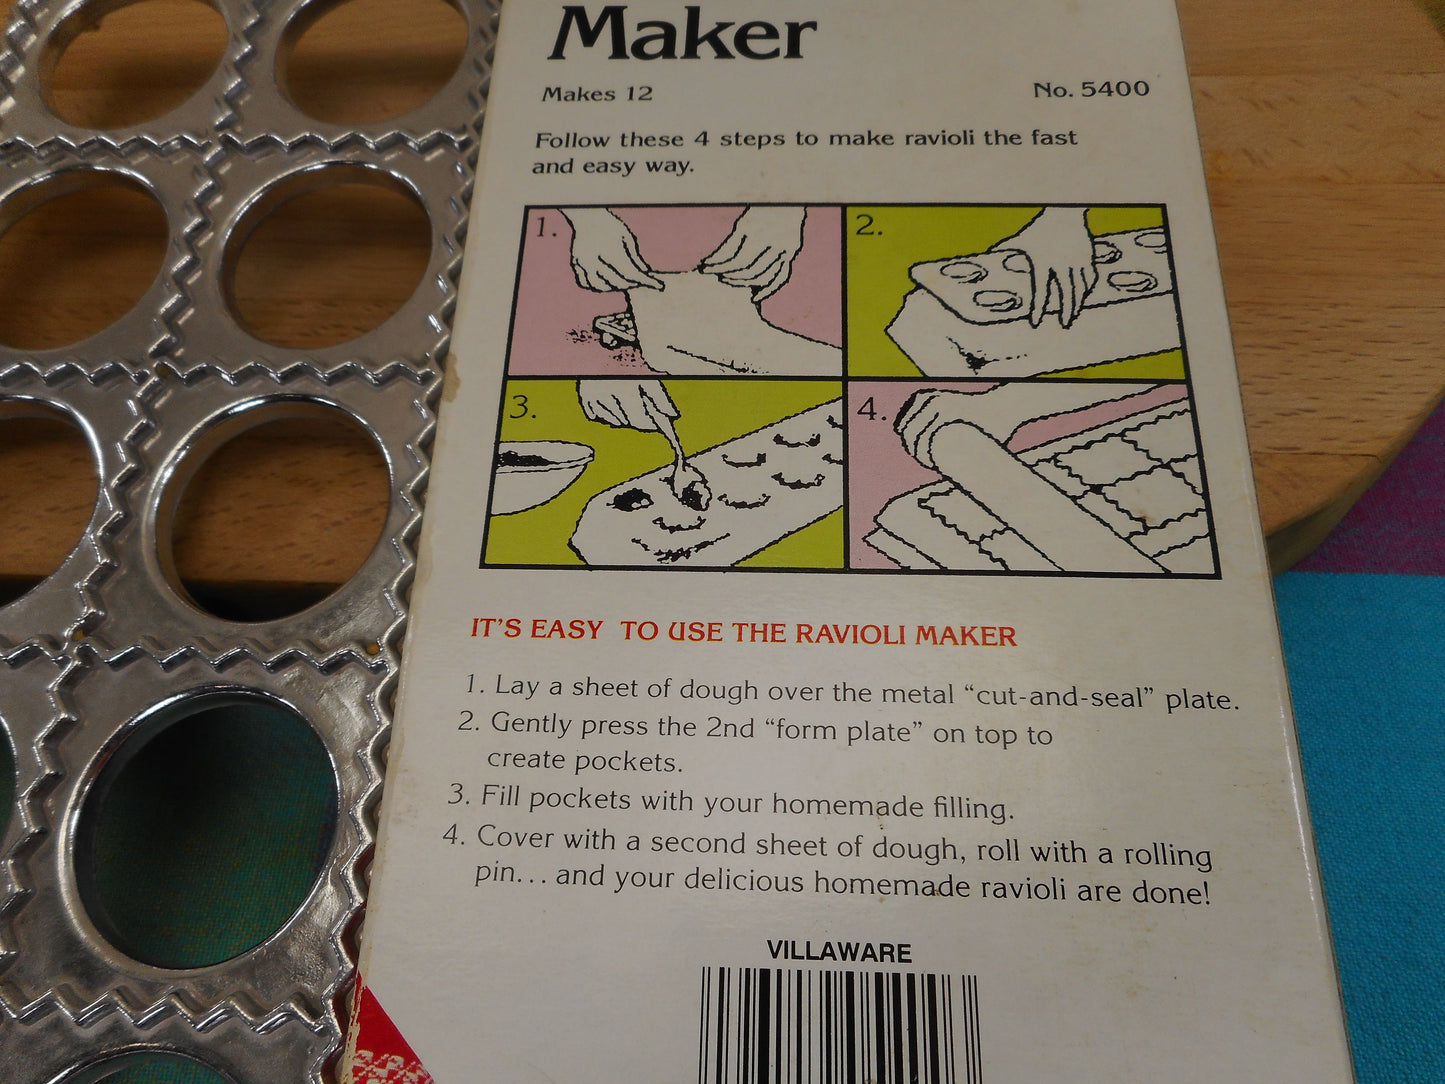 Maker
Makes 12
No. 5400
Follow these 4 steps to make ravioli the fast
and easy way.
1.
2.
3.
4.
IT'S EASY TO USE THE RAVIOLI MAKER
1. Lay a sheet of dough over the metal “cut-and-seal” plate.
2. Gently press the 2nd “form plate” on top to
create pockets.
3. Fill pockets with your homemade filling.
4. Cover with a second sheet of dough, roll with a rolling
pin... and your delicious homemade ravioli are done!
VILLAWARE